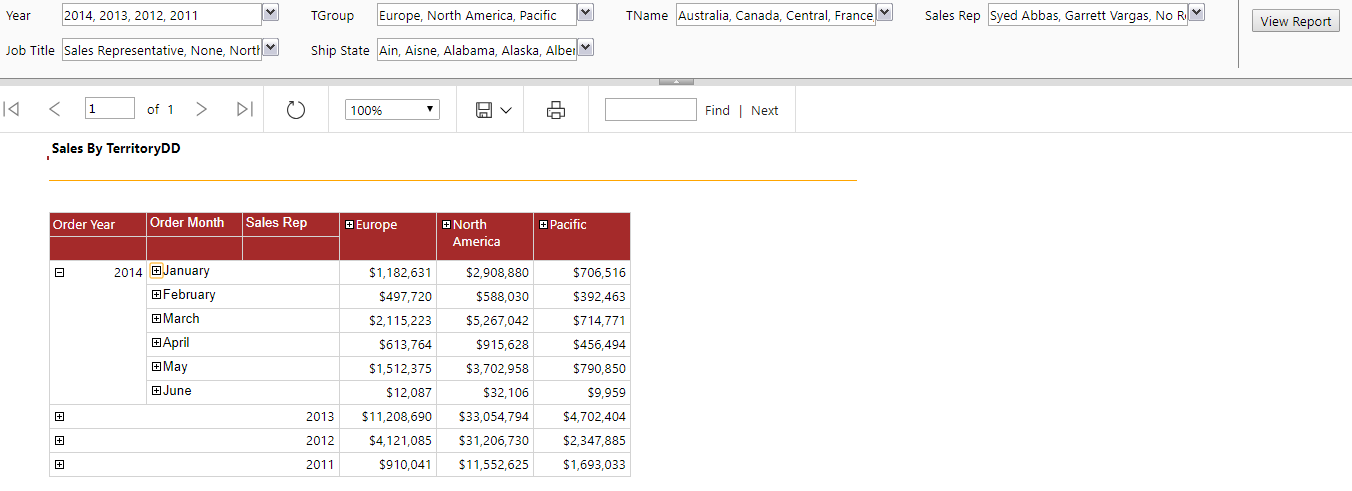 Year 2014, 2013, 2012, 2011 TGroup Europe, North America, Pacific TName Australia, Canada, Central, France Sales Rep Syed Abbas, Garrett Vargas, No R View Report
Job Title Sales Representative, None, North Ship State Ain, Aisne, Alabama, Alaska, Alber
1 of 1 100% Find | Next
Sales By TerritoryDD
Order Year Order Month Sales Rep Europe North America Pacific
2014 January $1,182,631 $2,908,880 $706,516
February $497,720 $588,030 $392,463
March $2,115,223 $5,267,042 $714,771
April $613,764 $915,628 $456,494
May $1,512,375 $3,702,958 $790,850
June $12,087 $32,106 $9,959
2013 $11,208,690 $33,054,794 $4,702,404
2012 $4,121,085 $31,206,730 $2,347,885
2011 $910,041 $11,552,625 $1,693,033